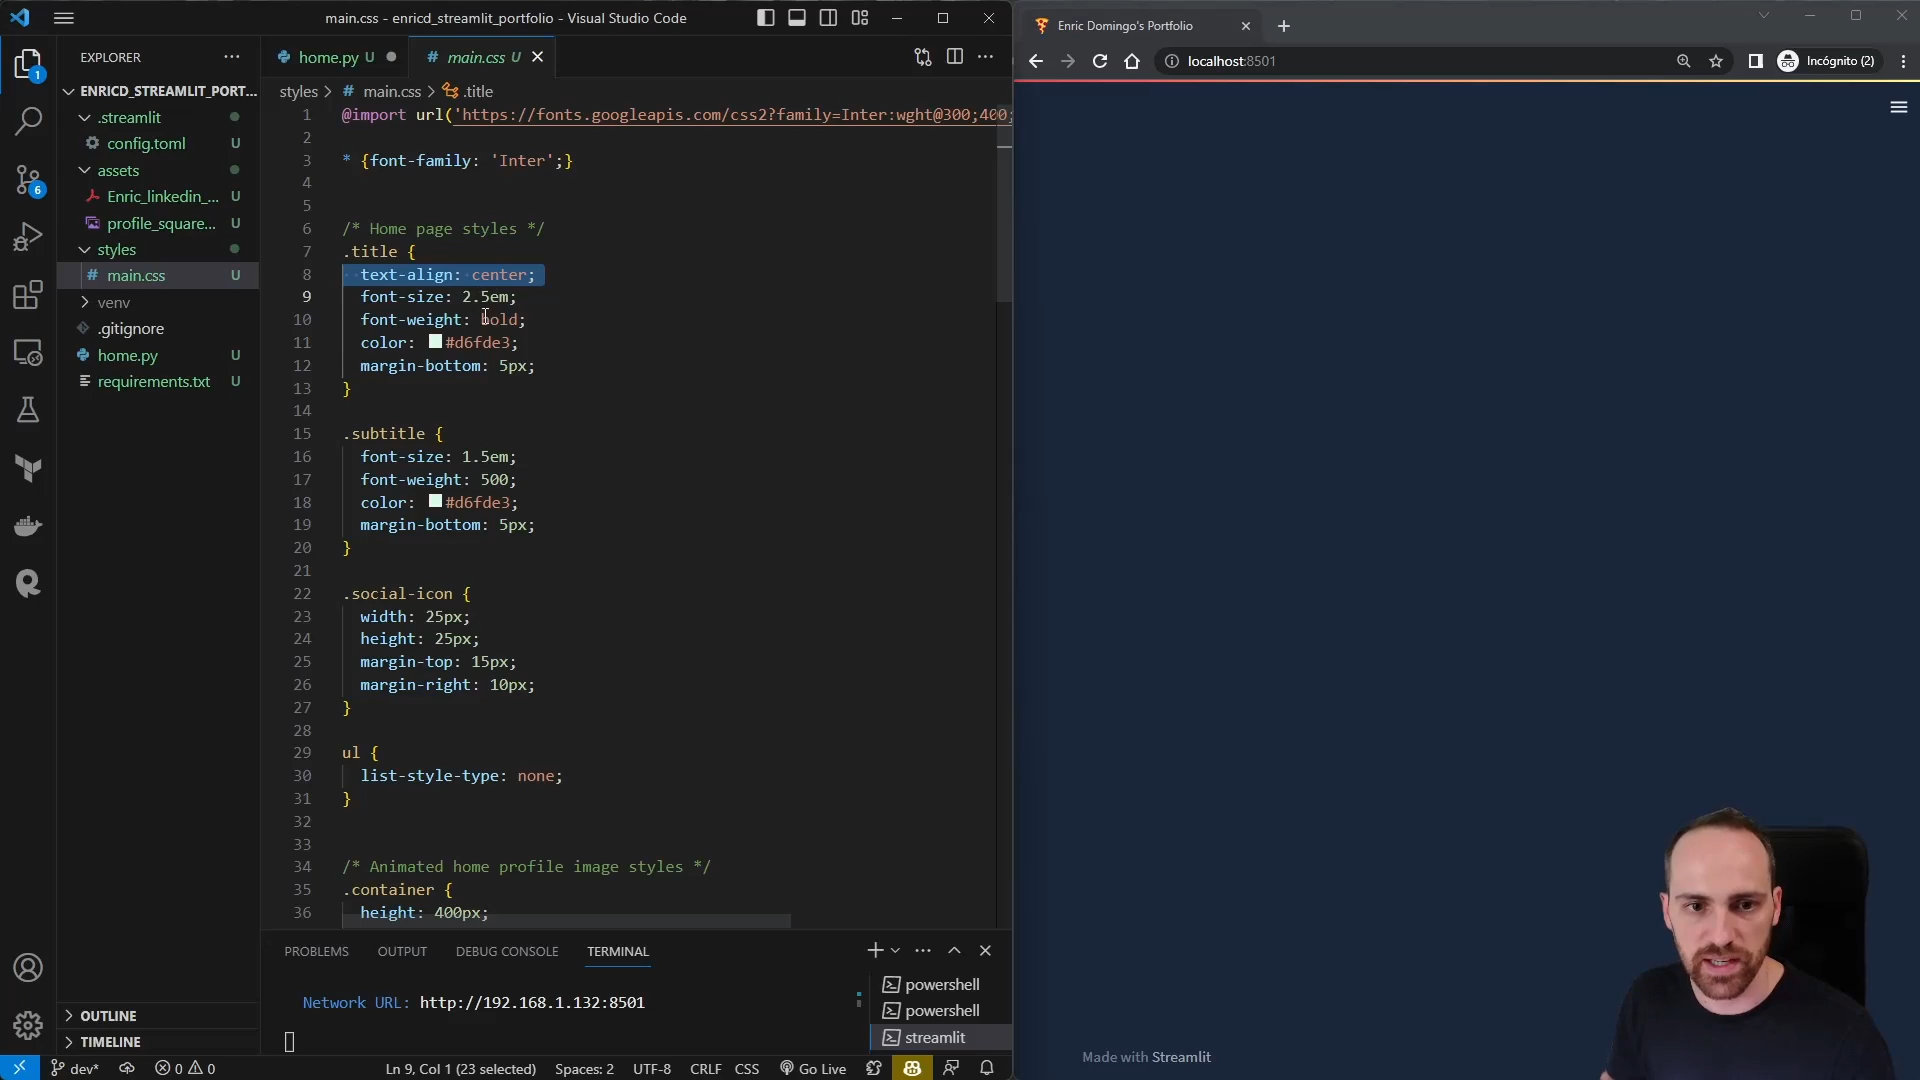 main.css - enricd_streamlit_portfolio - Visual Studio Code
EXPLORER
ENRICD_STREAMLIT_PORT...
.streamlit
config.toml U
assets
Enric_linkedin_... U
profile_square... U
styles
main.css U
venv
.gitignore
home.py U
requirements.txt U
OUTLINE
TIMELINE
1
6
home.py U
# main.css U
styles > # main.css > .title
1 @import url('https://fonts.googleapis.com/css2?family=Inter:wght@300;400;
2
3 * {font-family: 'Inter';}
4
5
6 /* Home page styles */
7 .title {
8 text-align: center;
9 font-size: 2.5em;
10 font-weight: bold;
11 color: #d6fde3;
12 margin-bottom: 5px;
13 }
14
15 .subtitle {
16 font-size: 1.5em;
17 font-weight: 500;
18 color: #d6fde3;
19 margin-bottom: 5px;
20 }
21
22 .social-icon {
23 width: 25px;
24 height: 25px;
25 margin-top: 15px;
26 margin-right: 10px;
27 }
28
29 ul {
30 list-style-type: none;
31 }
32
33
34 /* Animated home profile image styles */
35 .container {
36 height: 400px;
PROBLEMS OUTPUT DEBUG CONSOLE TERMINAL
Network URL: http://192.168.1.132:8501
powershell
powershell
streamlit
dev* 0 0 Ln 9, Col 1 (23 selected) Spaces: 2 UTF-8 CRLF CSS Go Live
Enric Domingo's Portfolio
localhost:8501
Incógnito (2)
Made with Streamlit